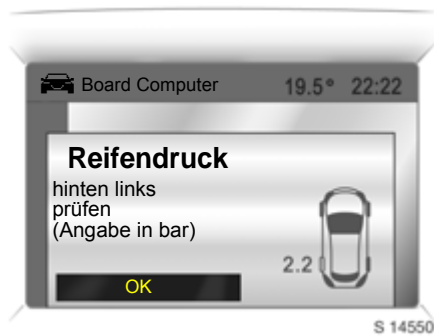 Board Computer 19.5° 22:22
Reifendruck
hinten links
prüfen
(Angabe in bar)
2.2
OK
S 14550